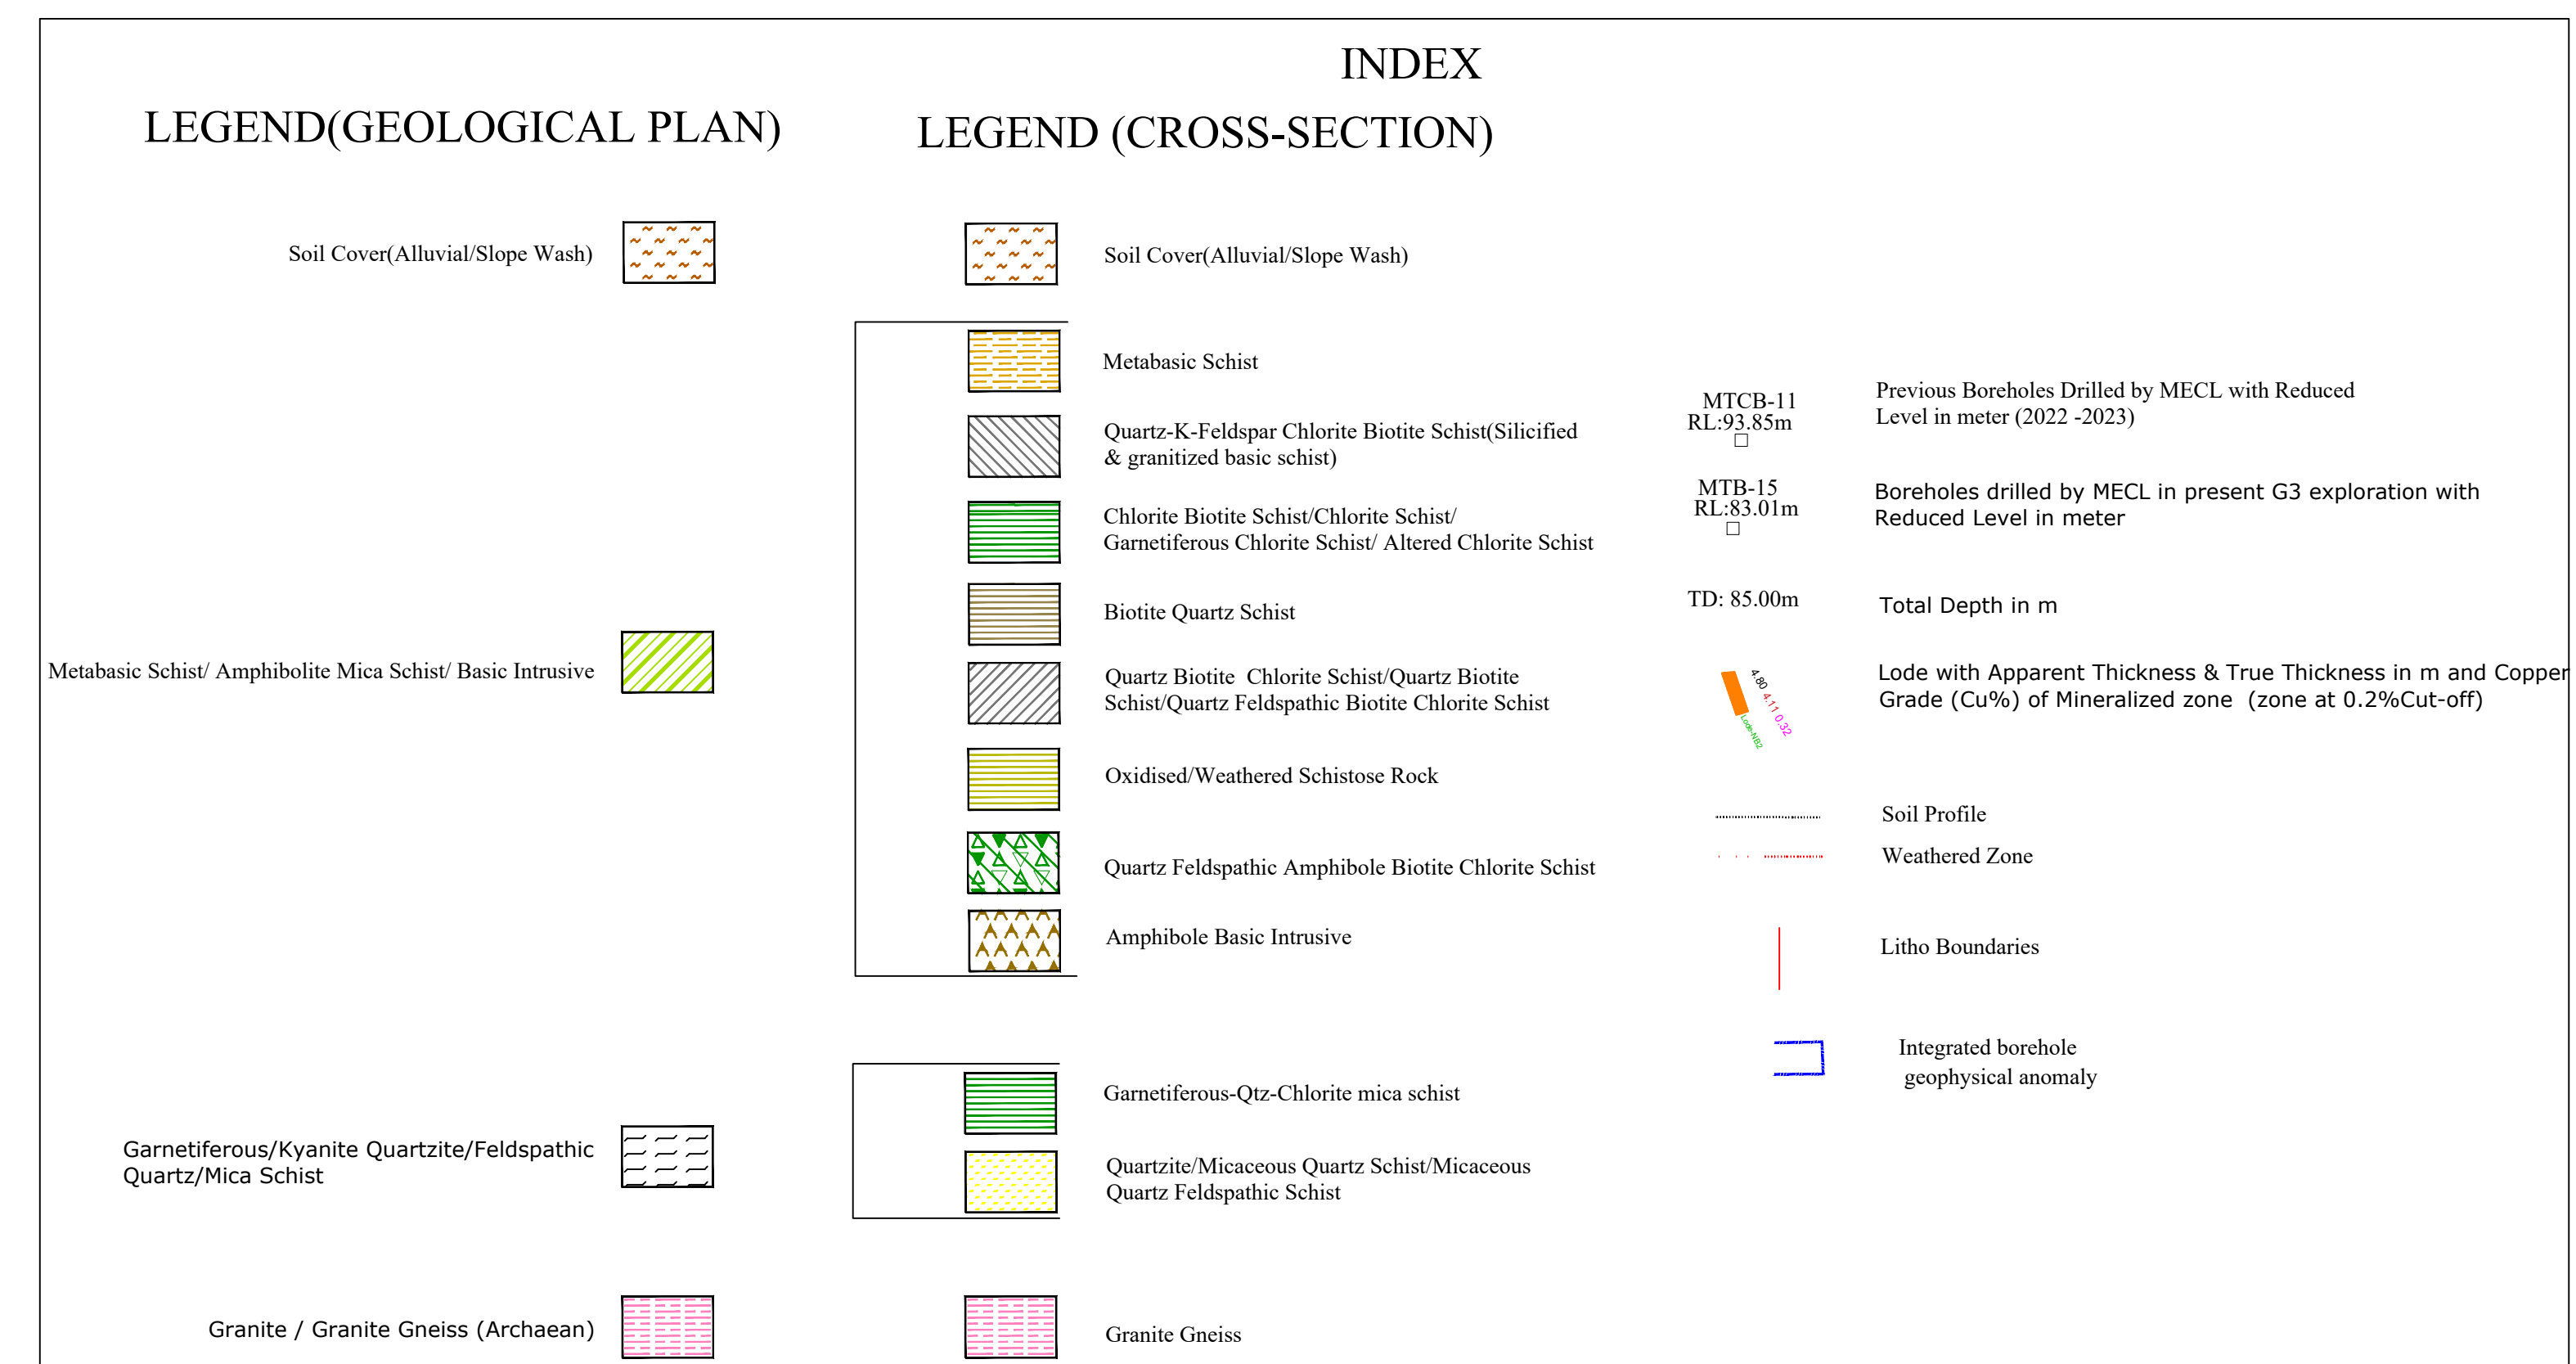 INDEX
LEGEND(GEOLOGICAL PLAN)
LEGEND (CROSS-SECTION)
Soil Cover(Alluvial/Slope Wash)
Metabasic Schist/ Amphibolite Mica Schist/ Basic Intrusive
Garnetiferous/Kyanite Quartzite/Feldspathic
Quartz/Mica Schist
Granite / Granite Gneiss (Archaean)
Soil Cover(Alluvial/Slope Wash)
Metabasic Schist
Quartz-K-Feldspar Chlorite Biotite Schist(Silicified
& granitized basic schist)
Chlorite Biotite Schist/Chlorite Schist/
Garnetiferous Chlorite Schist/ Altered Chlorite Schist
Biotite Quartz Schist
Quartz Biotite Chlorite Schist/Quartz Biotite
Schist/Quartz Feldspathic Biotite Chlorite Schist
Oxidised/Weathered Schistose Rock
Quartz Feldspathic Amphibole Biotite Chlorite Schist
Amphibole Basic Intrusive
Garnetiferous-Qtz-Chlorite mica schist
Quartzite/Micaceous Quartz Schist/Micaceous
Quartz Feldspathic Schist
Granite Gneiss
MTCB-11
RL:93.85m
Previous Boreholes Drilled by MECL with Reduced
Level in meter (2022 -2023)
MTB-15
RL:83.01m
Boreholes drilled by MECL in present G3 exploration with
Reduced Level in meter
TD: 85.00m
Total Depth in m
4.80 4.11 0.32
Lode-NB2
Lode with Apparent Thickness & True Thickness in m and Copper
Grade (Cu%) of Mineralized zone (zone at 0.2%Cut-off)
Soil Profile
Weathered Zone
Litho Boundaries
Integrated borehole
geophysical anomaly